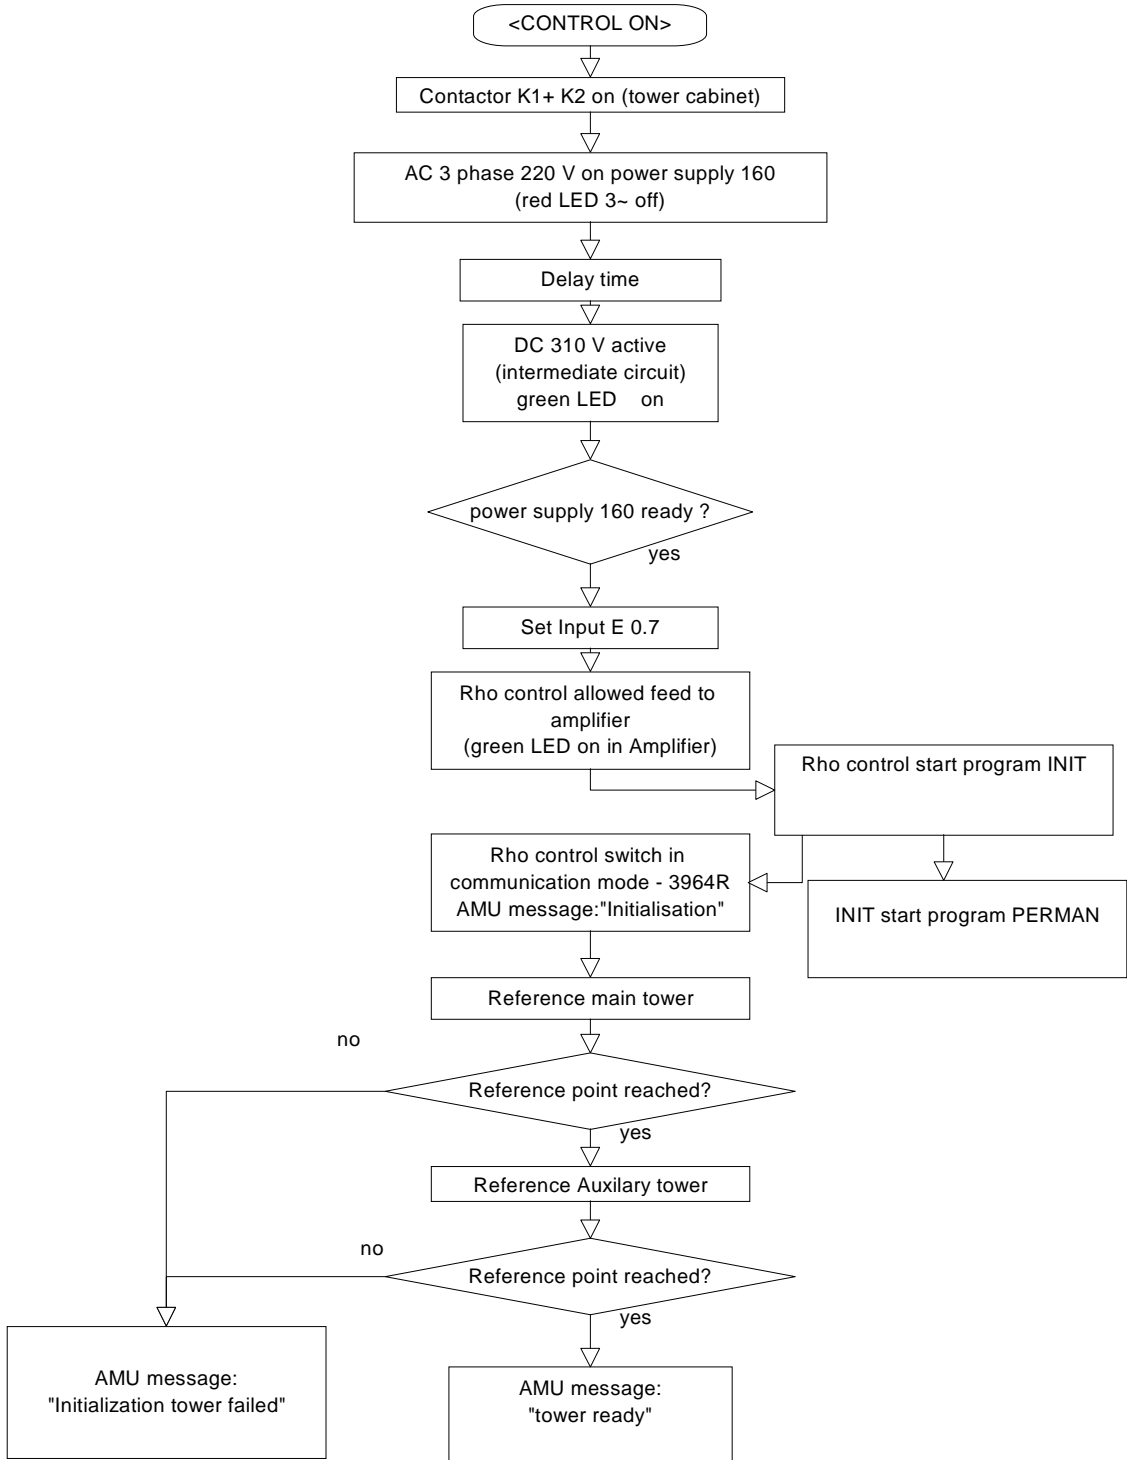 <CONTROL ON>
Contactor K1+ K2 on (tower cabinet)
AC 3 phase 220 V on power supply 160
(red LED 3~ off)
Delay time
DC 310 V active
(intermediate circuit)
green LED on
power supply 160 ready ?
yes
Set Input E 0.7
Rho control allowed feed to
amplifier
(green LED on in Amplifier)
Rho control start program INIT
Rho control switch in
communication mode - 3964R
AMU message:"Initialisation"
INIT start program PERMAN
Reference main tower
no
Reference point reached?
yes
Reference Auxilary tower
no
Reference point reached?
yes
AMU message:
"Initialization tower failed"
AMU message:
"tower ready"